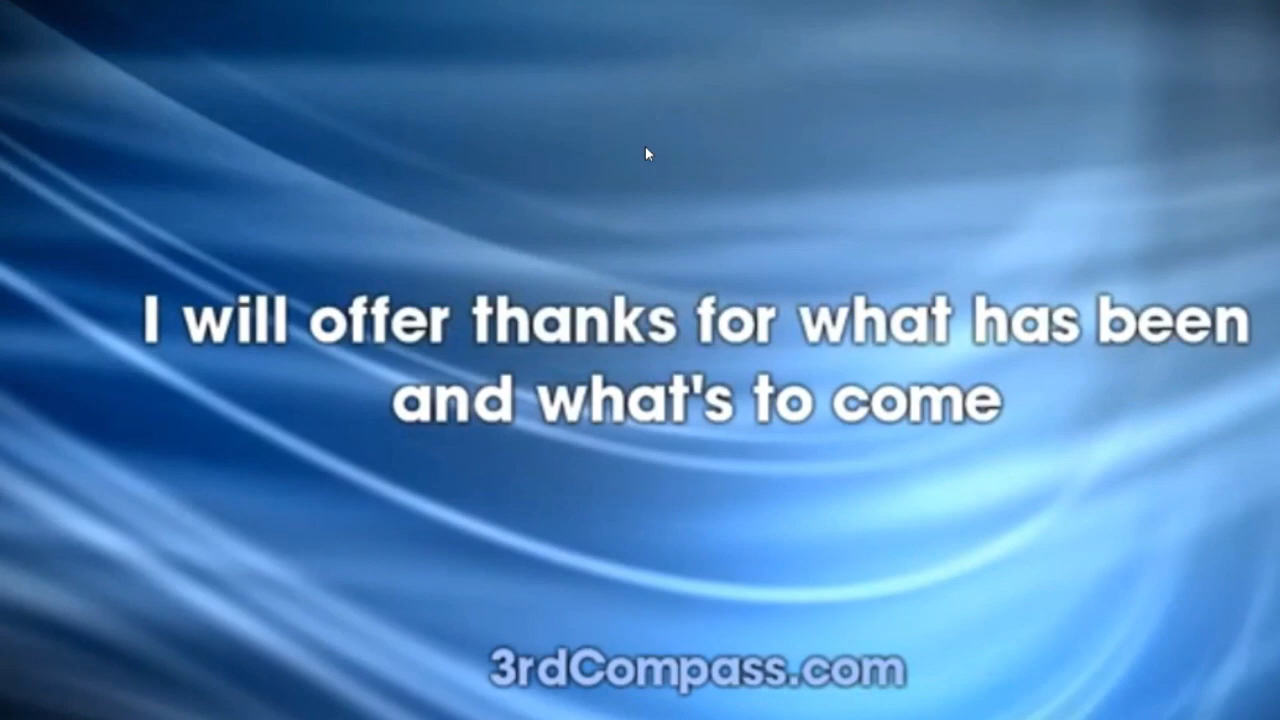 I will offer thanks for what has been
and what's to come
3rdCompass.com